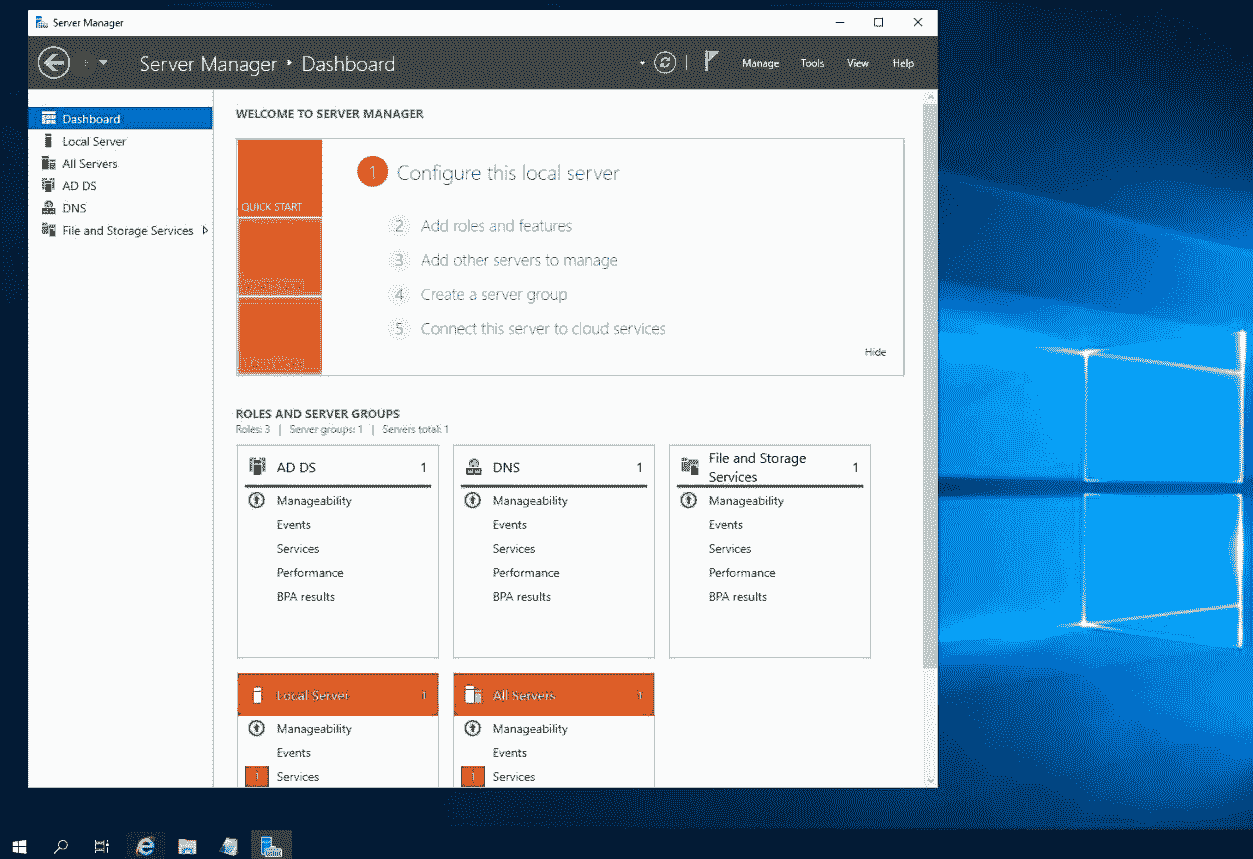 Server Manager
Server Manager • Dashboard
Manage Tools View Help
Dashboard
Local Server
All Servers
AD DS
DNS
File and Storage Services
WELCOME TO SERVER MANAGER
QUICK START
1 Configure this local server
2 Add roles and features
3 Add other servers to manage
4 Create a server group
5 Connect this server to cloud services
Hide
ROLES AND SERVER GROUPS
Roles: 3 | Server groups: 1 | Servers total: 1
AD DS 1
Manageability
Events
Services
Performance
BPA results
DNS 1
Manageability
Events
Services
Performance
BPA results
File and Storage
Services 1
Manageability
Events
Services
Performance
BPA results
Local Server 1
Manageability
Events
1 Services
All Servers 1
Manageability
Events
1 Services